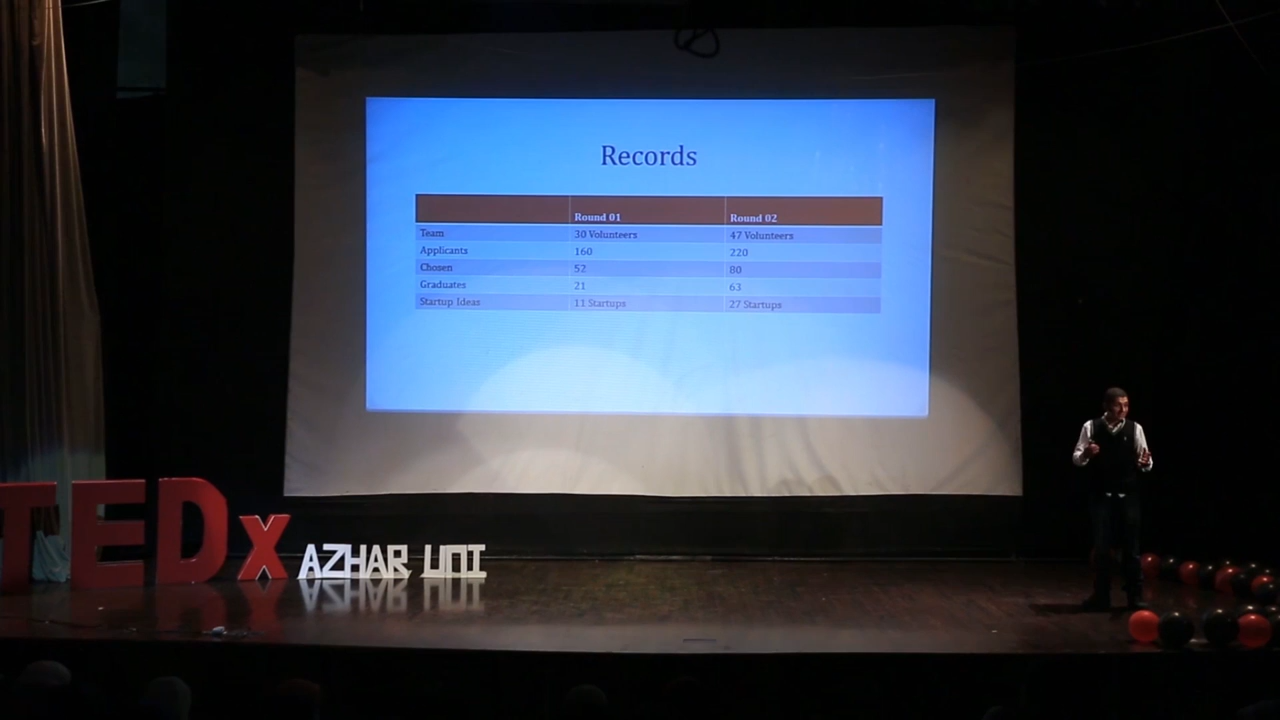 Records
Round 01 Round 02
Team 30 Volunteers 47 Volunteers
Applicants 160 220
Chosen 52 80
Graduates 21 63
Startup Ideas 11 Startups 27 Startups
TEDx AZHAR UNI